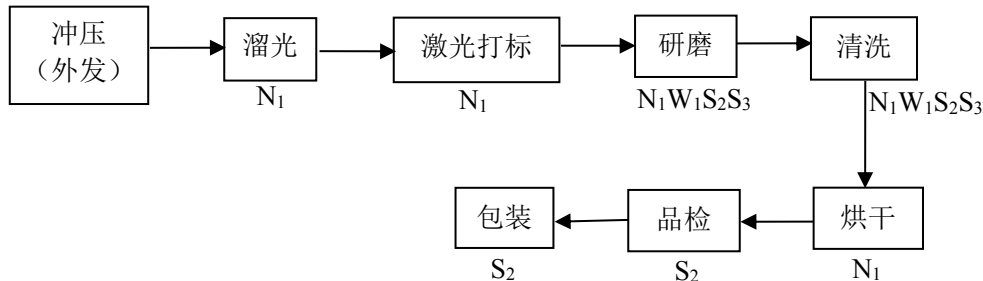 冲压
（外发）
溜光
激光打标
研磨
清洗
N₁
N₁
N₁W₁S₂S₃
N₁W₁S₂S₃
包装
品检
烘干
S₂
S₂
N₁